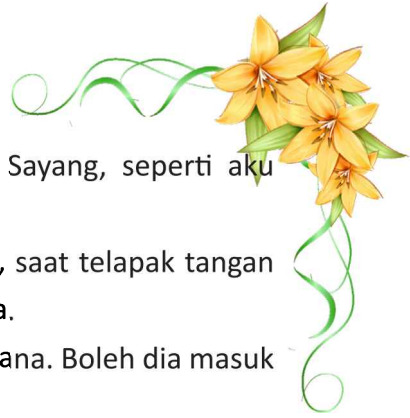 Sayang, seperti aku
, saat telapak tangan
a.
ana. Boleh dia masuk